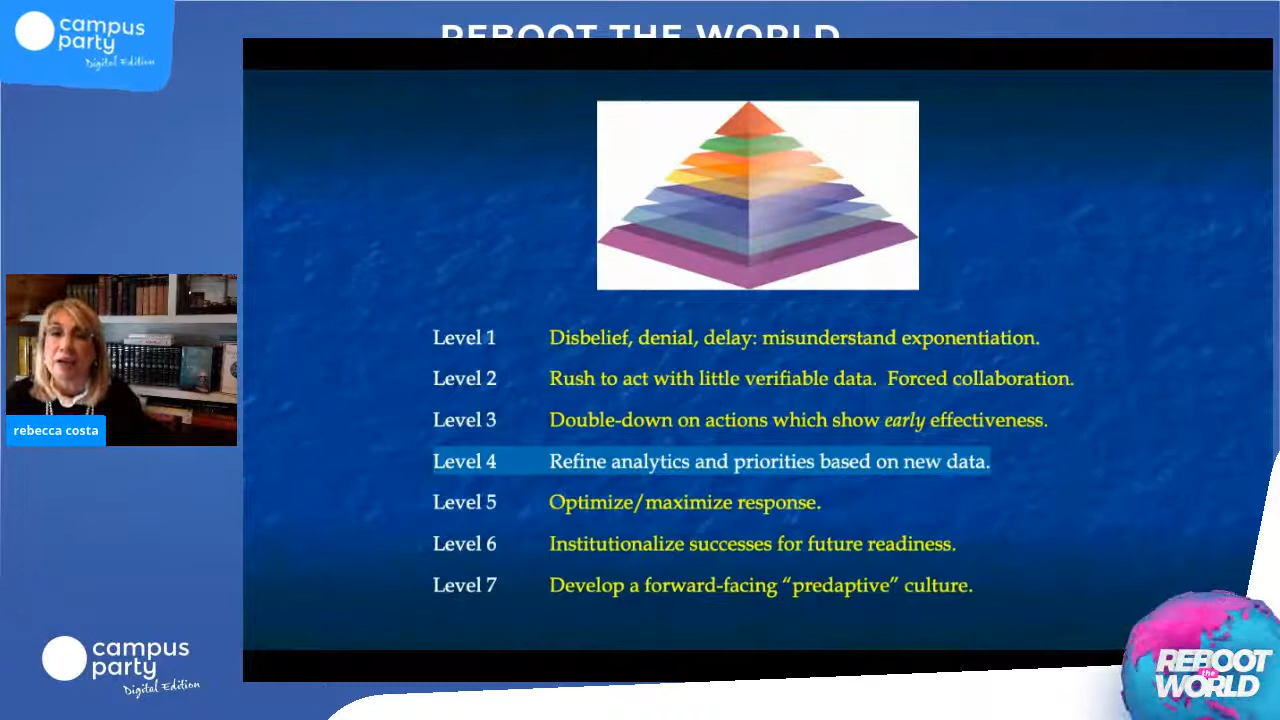 campus
party
Digital Edition
REBOOT THE WORLD
Level 1 Disbelief, denial, delay: misunderstand exponentiation.
Level 2 Rush to act with little verifiable data. Forced collaboration.
Level 3 Double-down on actions which show early effectiveness.
Level 4 Refine analytics and priorities based on new data.
Level 5 Optimize/maximize response.
Level 6 Institutionalize successes for future readiness.
Level 7 Develop a forward-facing “predaptive” culture.
rebecca costa
campus
party
Digital Edition
REBOOT
the
WORLD